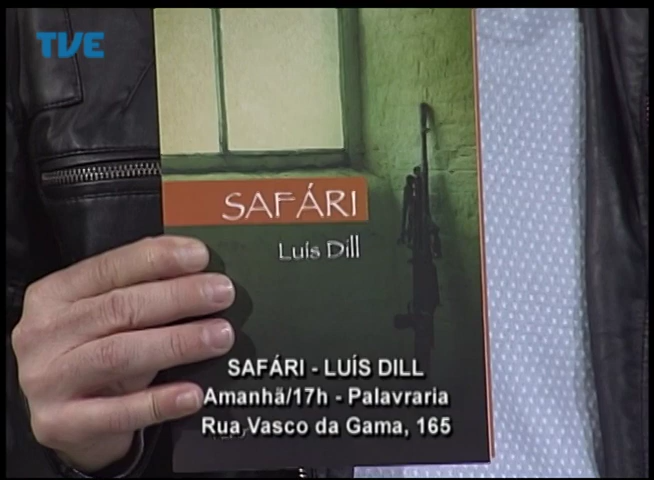 TVE
SAFÁRI
Luís Dill
SAFÁRI - LUÍS DILL
Amanhã/17h - Palavraria
Rua Vasco da Gama, 165